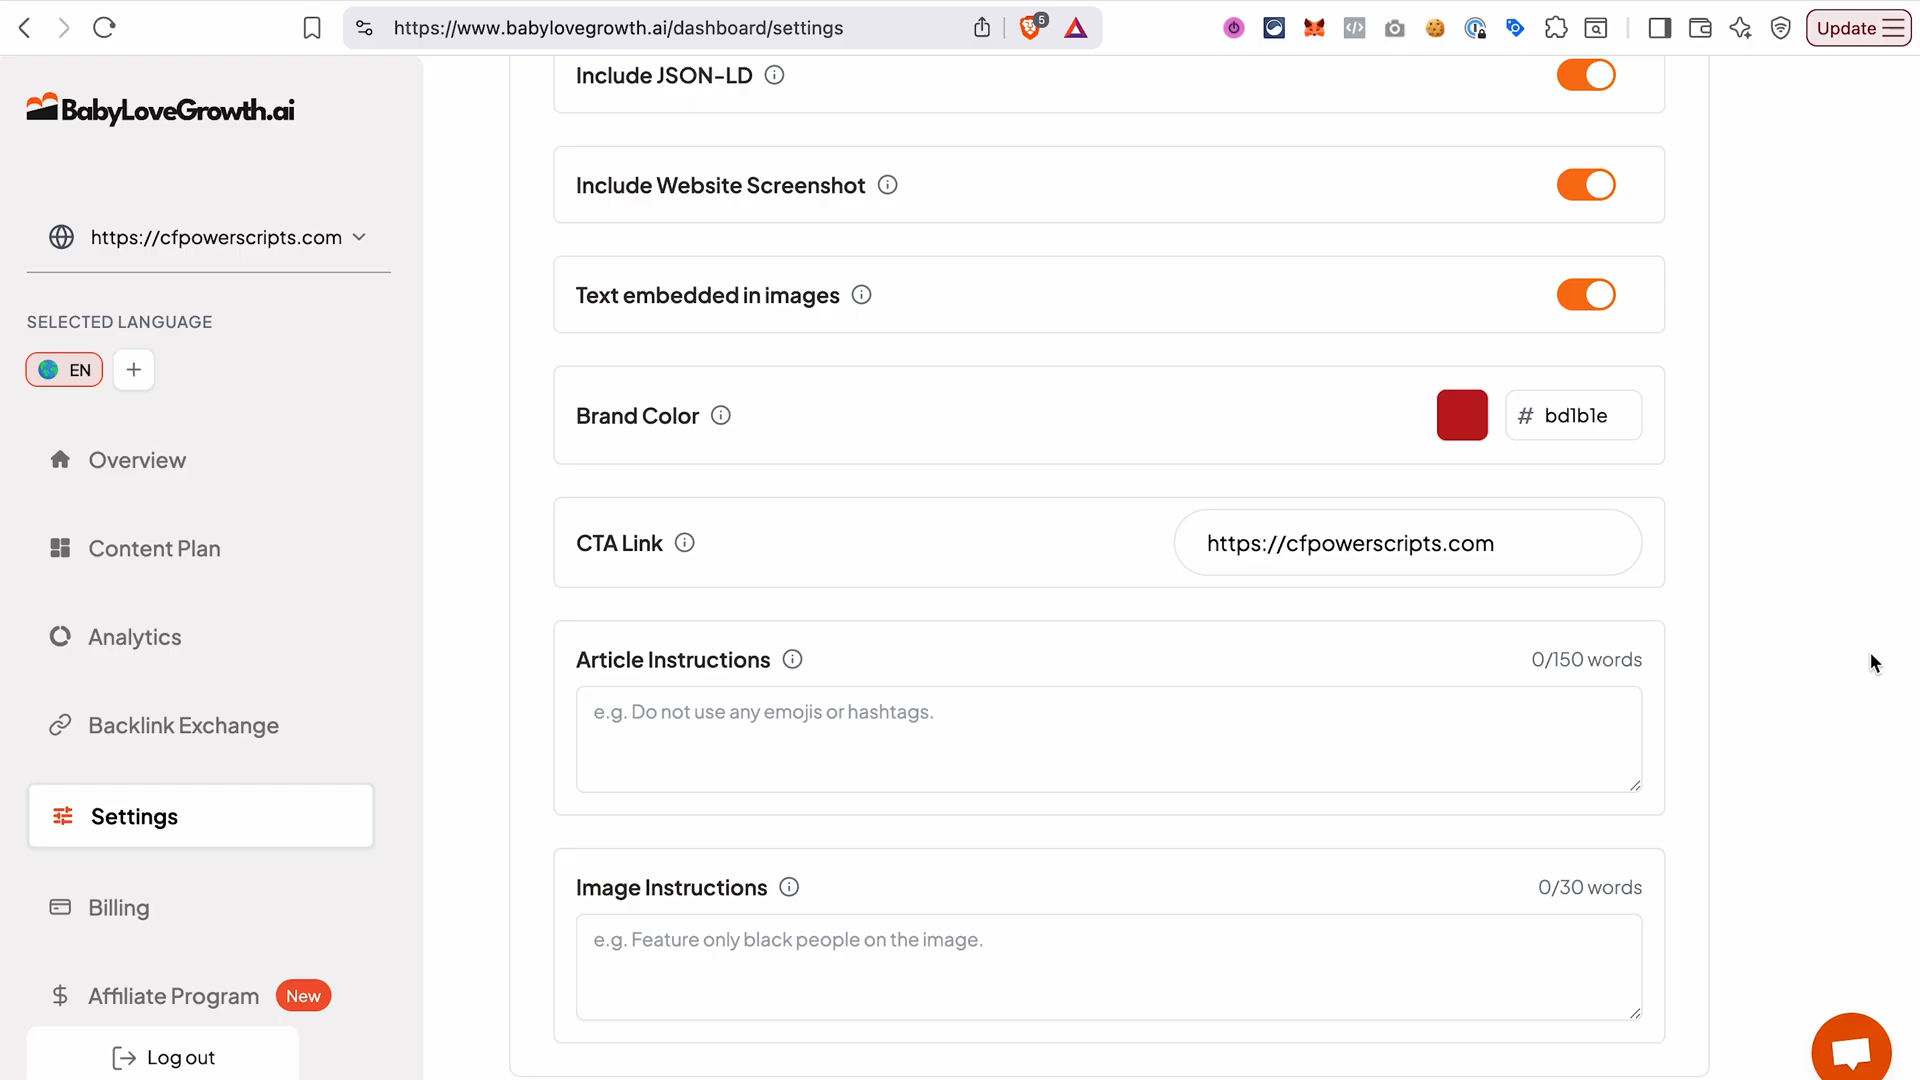 https://www.babylovegrowth.ai/dashboard/settings
5
Update
BabyLoveGrowth.ai
https://cfpowerscripts.com
SELECTED LANGUAGE
EN
+
Overview
Content Plan
Analytics
Backlink Exchange
Settings
Billing
Affiliate Program New
Log out
Include JSON-LD
Include Website Screenshot
Text embedded in images
Brand Color
# bd1b1e
CTA Link
https://cfpowerscripts.com
Article Instructions
0/150 words
e.g. Do not use any emojis or hashtags.
Image Instructions
0/30 words
e.g. Feature only black people on the image.